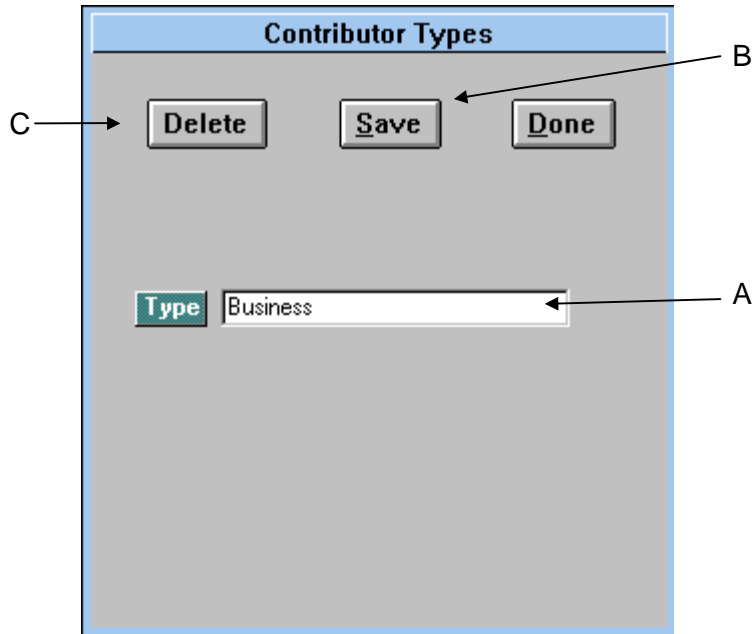 Contributor Types
B
C
Delete Save Done
Type Business
A